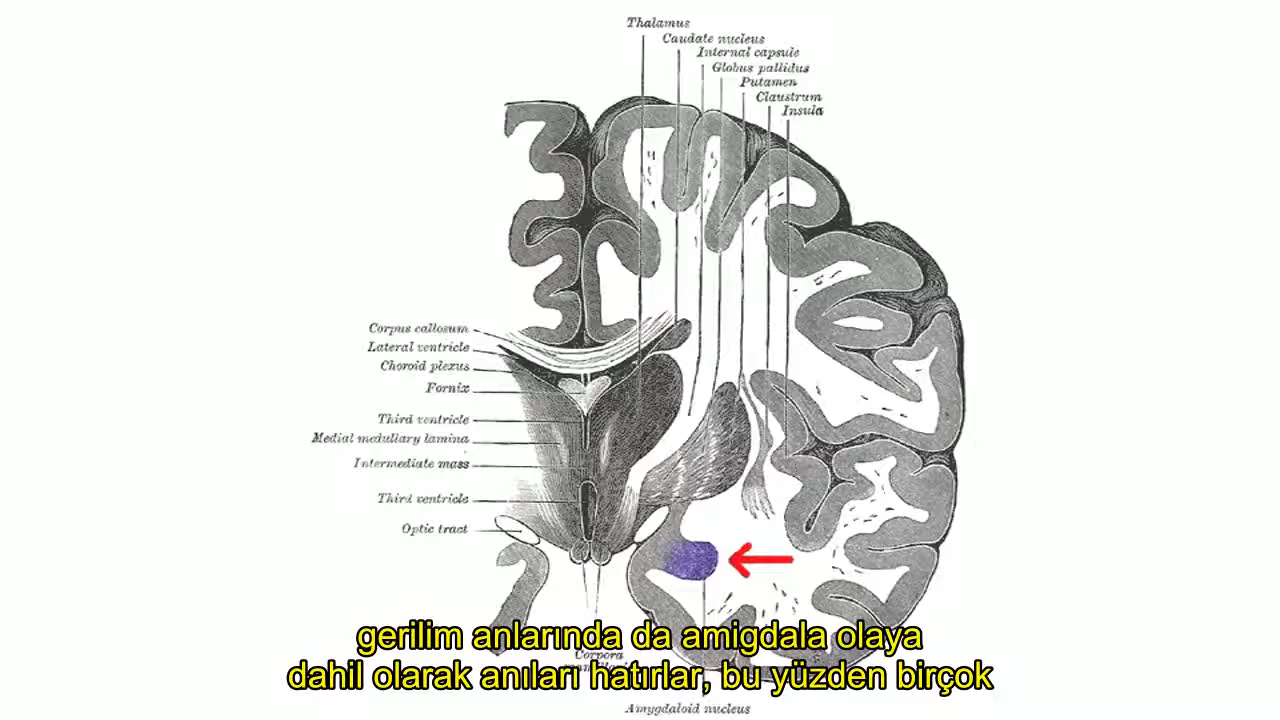 Thalamus
Caudate nucleus
Internal capsule
Globus pallidus
Putamen
Claustrum
Insula
Corpus callosum
Lateral ventricle
Choroid plexus
Fornix
Third ventricle
Medial medullary lamina
Intermediate mass
Third ventricle
Optic tract
gerilim anlarında da amigdala olaya
Corpora
dahil olarak anıları hatırlar, bu yüzden birçok
Amygdaloid nucleus